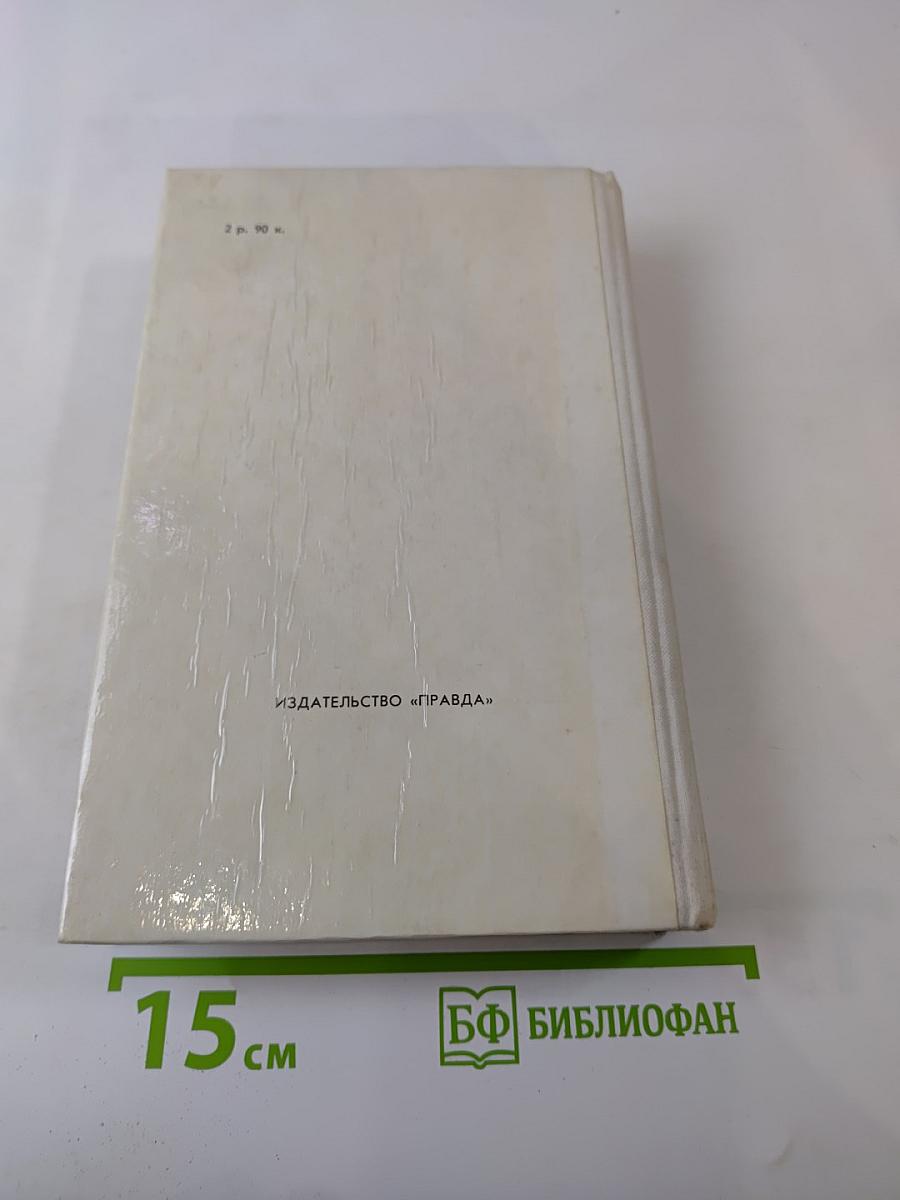 2 р. 90 к.
ИЗДАТЕЛЬСТВО «ПРАВДА»
15 см
БФ БИБЛИОФАН